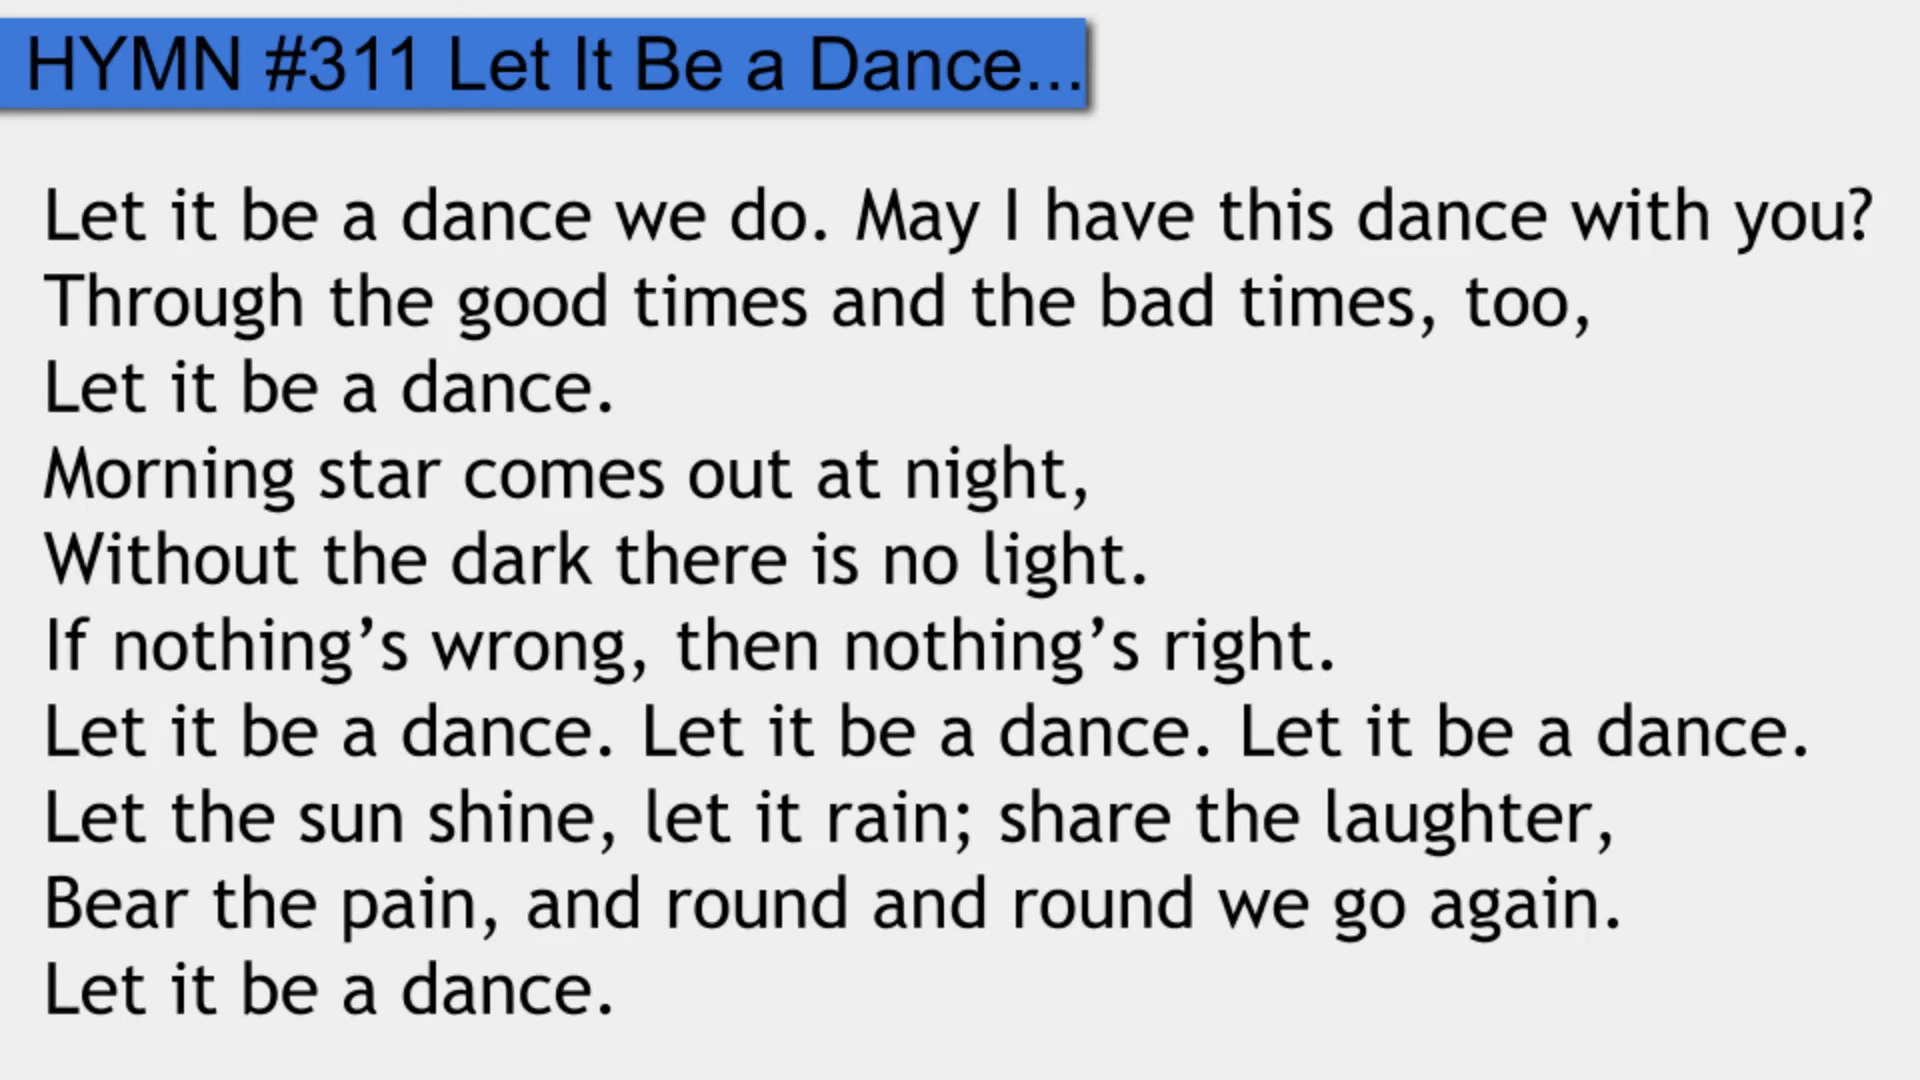 HYMN #311 Let It Be a Dance...
Let it be a dance we do. May I have this dance with you?
Through the good times and the bad times, too,
Let it be a dance.
Morning star comes out at night,
Without the dark there is no light.
If nothing’s wrong, then nothing’s right.
Let it be a dance. Let it be a dance. Let it be a dance.
Let the sun shine, let it rain; share the laughter,
Bear the pain, and round and round we go again.
Let it be a dance.